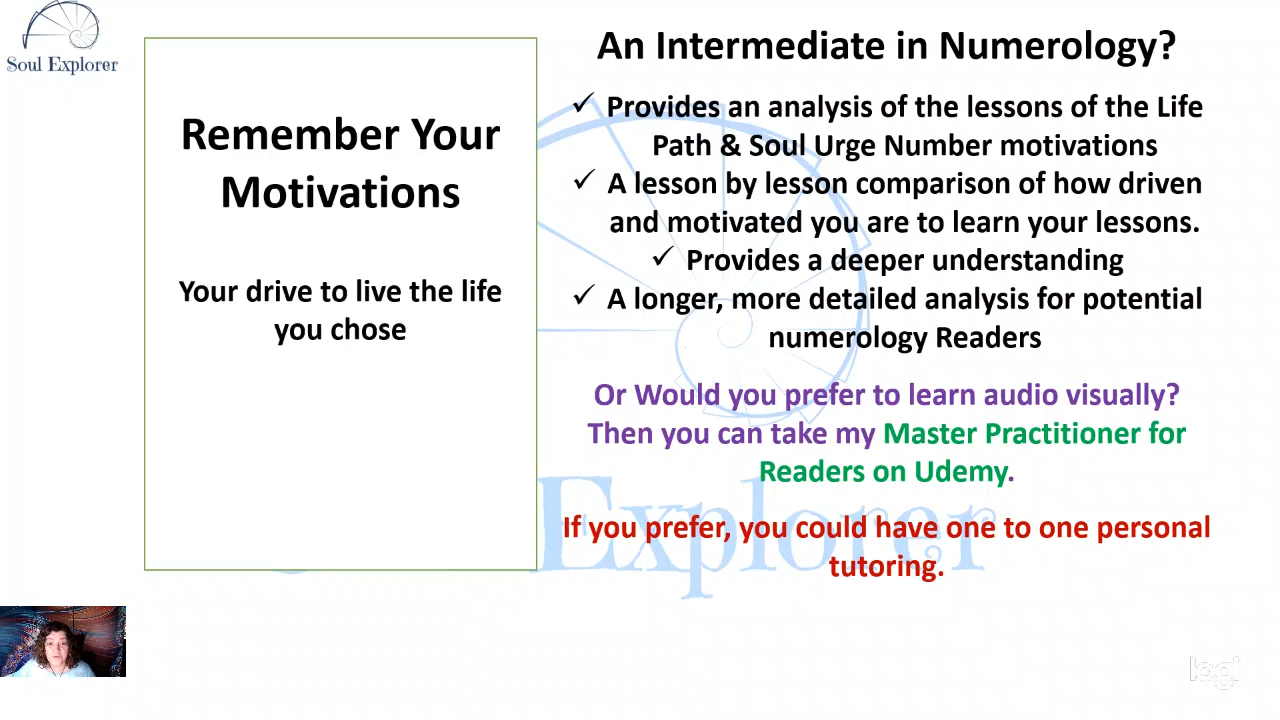 Soul Explorer
Remember Your
Motivations
Your drive to live the life
you chose
An Intermediate in Numerology?
✓ Provides an analysis of the lessons of the Life
Path & Soul Urge Number motivations
✓ A lesson by lesson comparison of how driven
and motivated you are to learn your lessons.
✓ Provides a deeper understanding
✓ A longer, more detailed analysis for potential
numerology Readers
Or Would you prefer to learn audio visually?
Then you can take my Master Practitioner for
Readers on Udemy.
If you prefer, you could have one to one personal
tutoring.
Explorer